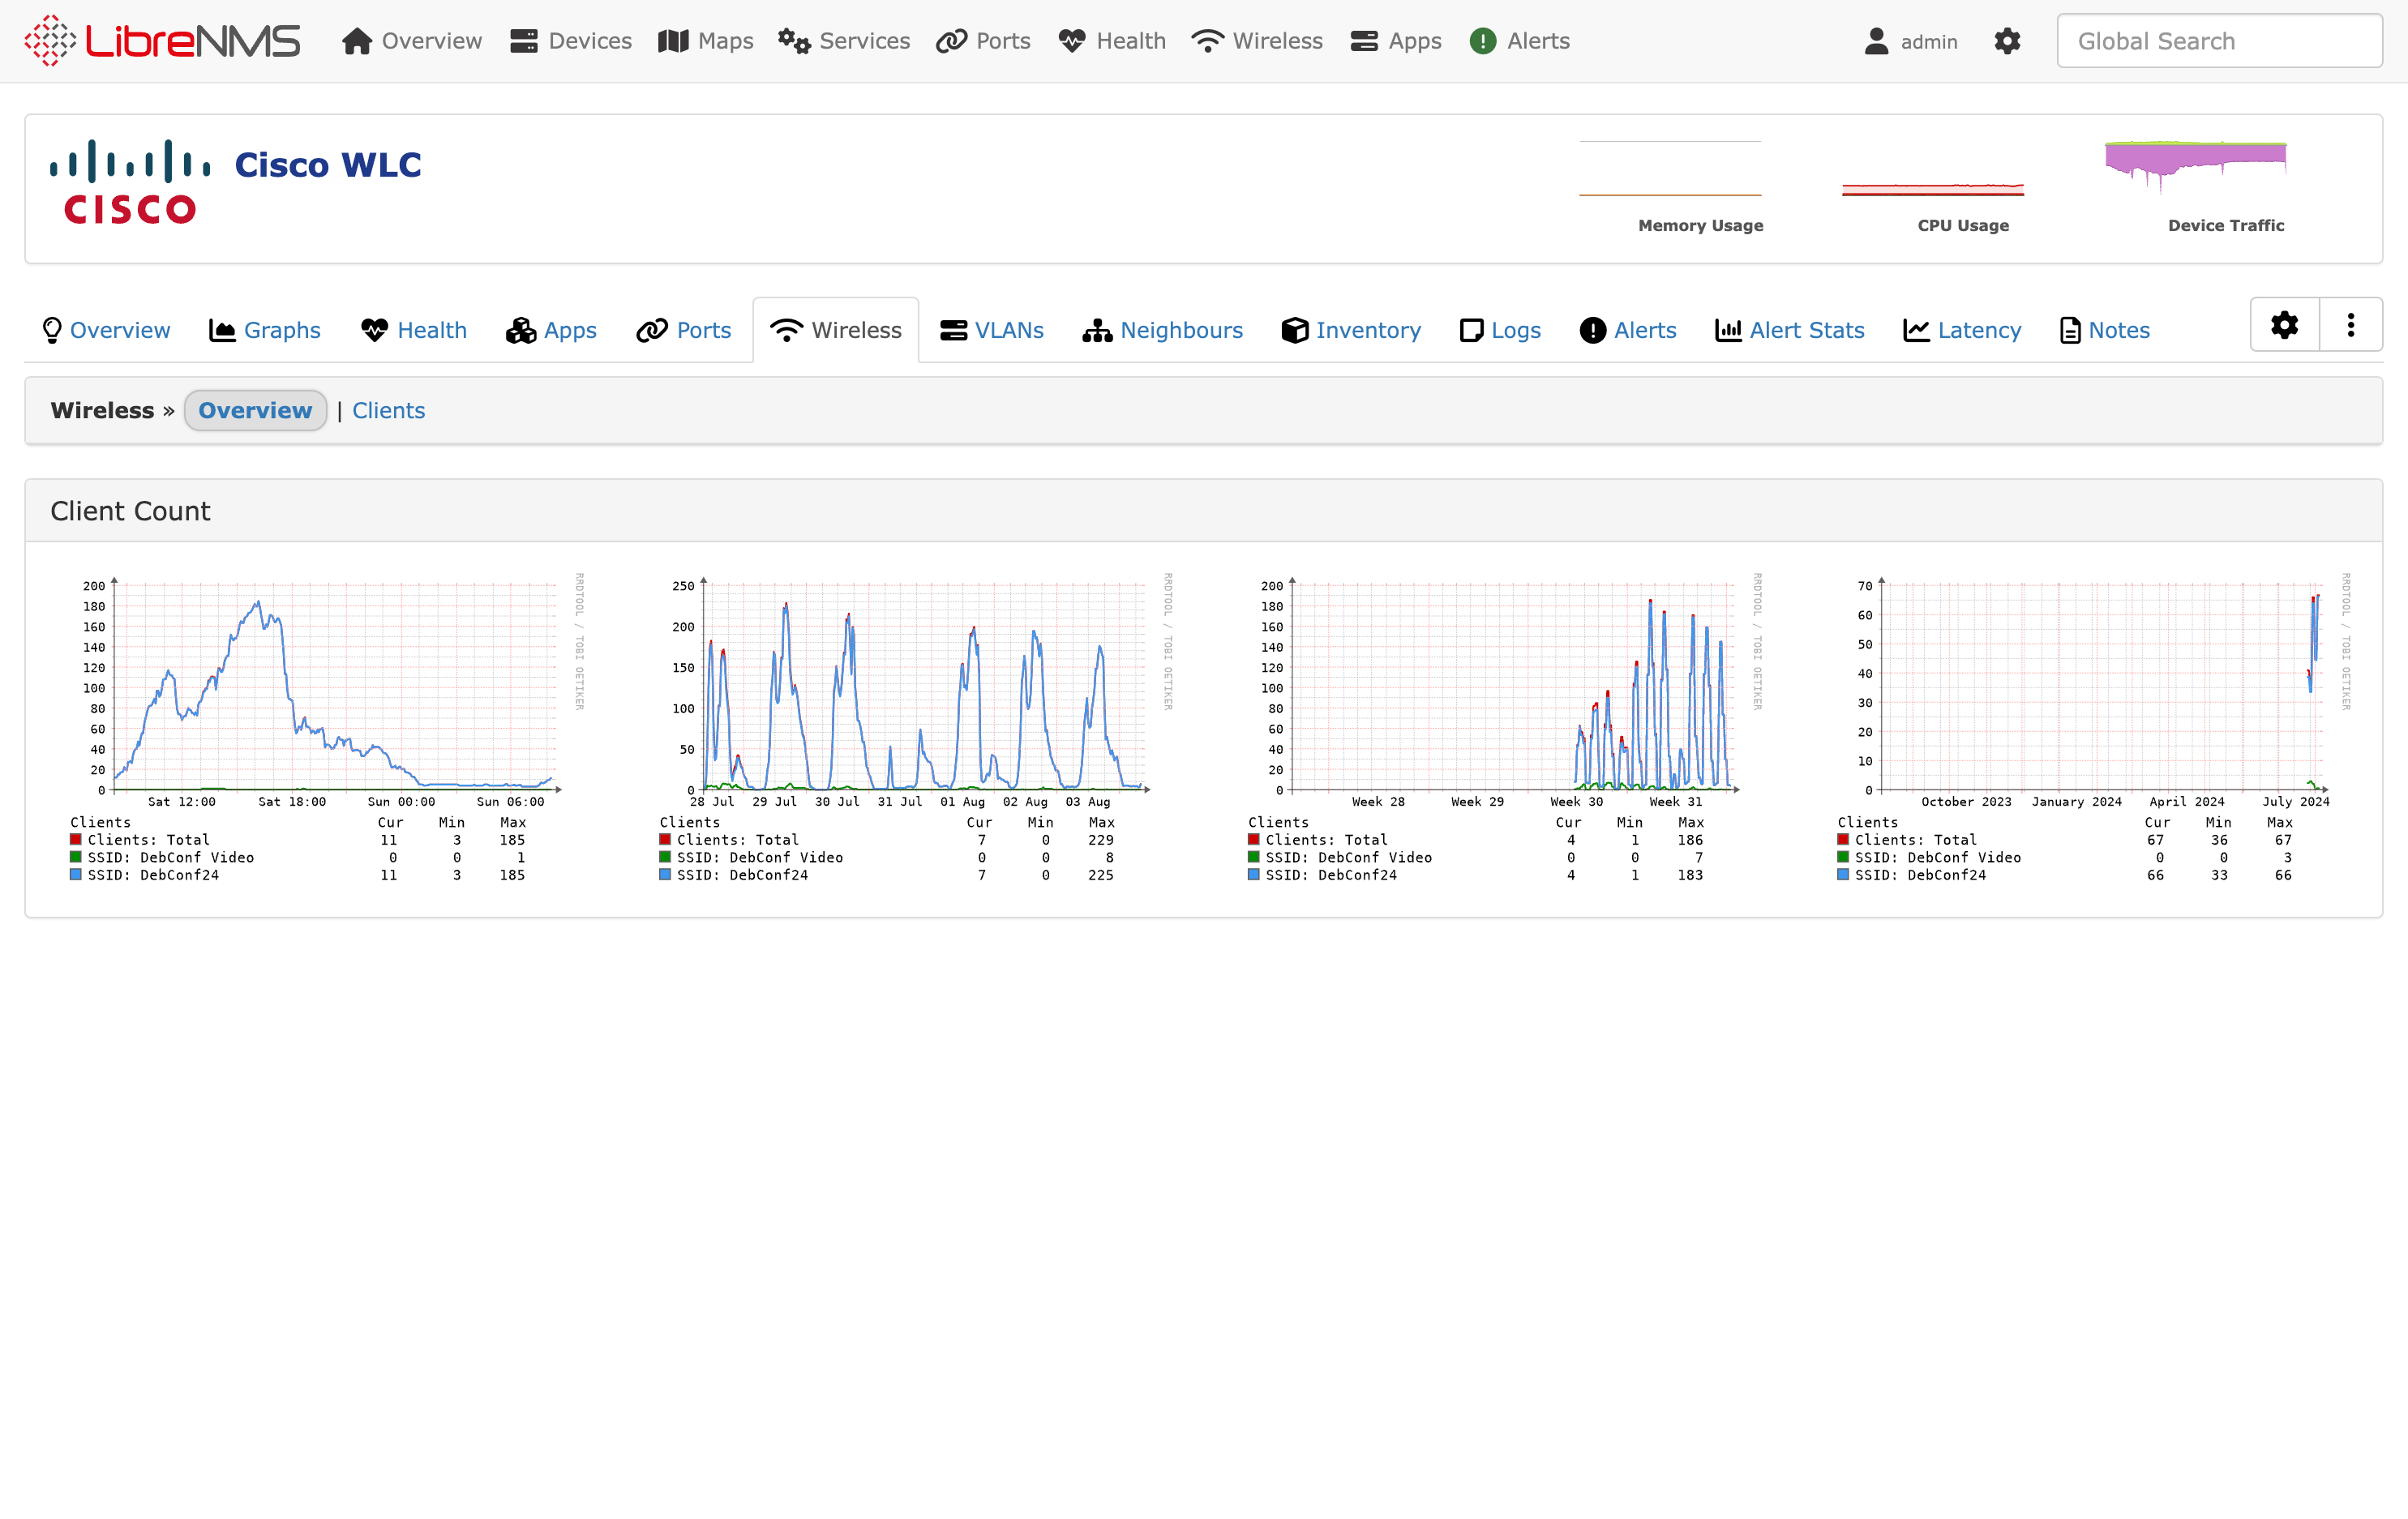 LibreNMS Overview Devices Maps Services Ports Health Wireless Apps Alerts admin Global Search
CISCO Cisco WLC
Memory Usage CPU Usage Device Traffic
Overview Graphs Health Apps Ports Wireless VLANs Neighbours Inventory Logs Alerts Alert Stats Latency Notes
Wireless » Overview | Clients
Client Count
200
180
160
140
120
100
80
60
40
20
0
Sat 12:00 Sat 18:00 Sun 00:00 Sun 06:00
RRDTOOL / TOBI OETIKER
Clients Cur Min Max
Clients: Total 11 3 185
SSID: DebConf Video 0 0 1
SSID: DebConf24 11 3 185
250
200
150
100
50
0
28 Jul 29 Jul 30 Jul 31 Jul 01 Aug 02 Aug 03 Aug
RRDTOOL / TOBI OETIKER
Clients Cur Min Max
Clients: Total 7 0 229
SSID: DebConf Video 0 0 8
SSID: DebConf24 7 0 225
200
180
160
140
120
100
80
60
40
20
0
Week 28 Week 29 Week 30 Week 31
RRDTOOL / TOBI OETIKER
Clients Cur Min Max
Clients: Total 4 1 186
SSID: DebConf Video 0 0 7
SSID: DebConf24 4 1 183
70
60
50
40
30
20
10
0
October 2023 January 2024 April 2024 July 2024
RRDTOOL / TOBI OETIKER
Clients Cur Min Max
Clients: Total 67 36 67
SSID: DebConf Video 0 0 3
SSID: DebConf24 66 33 66